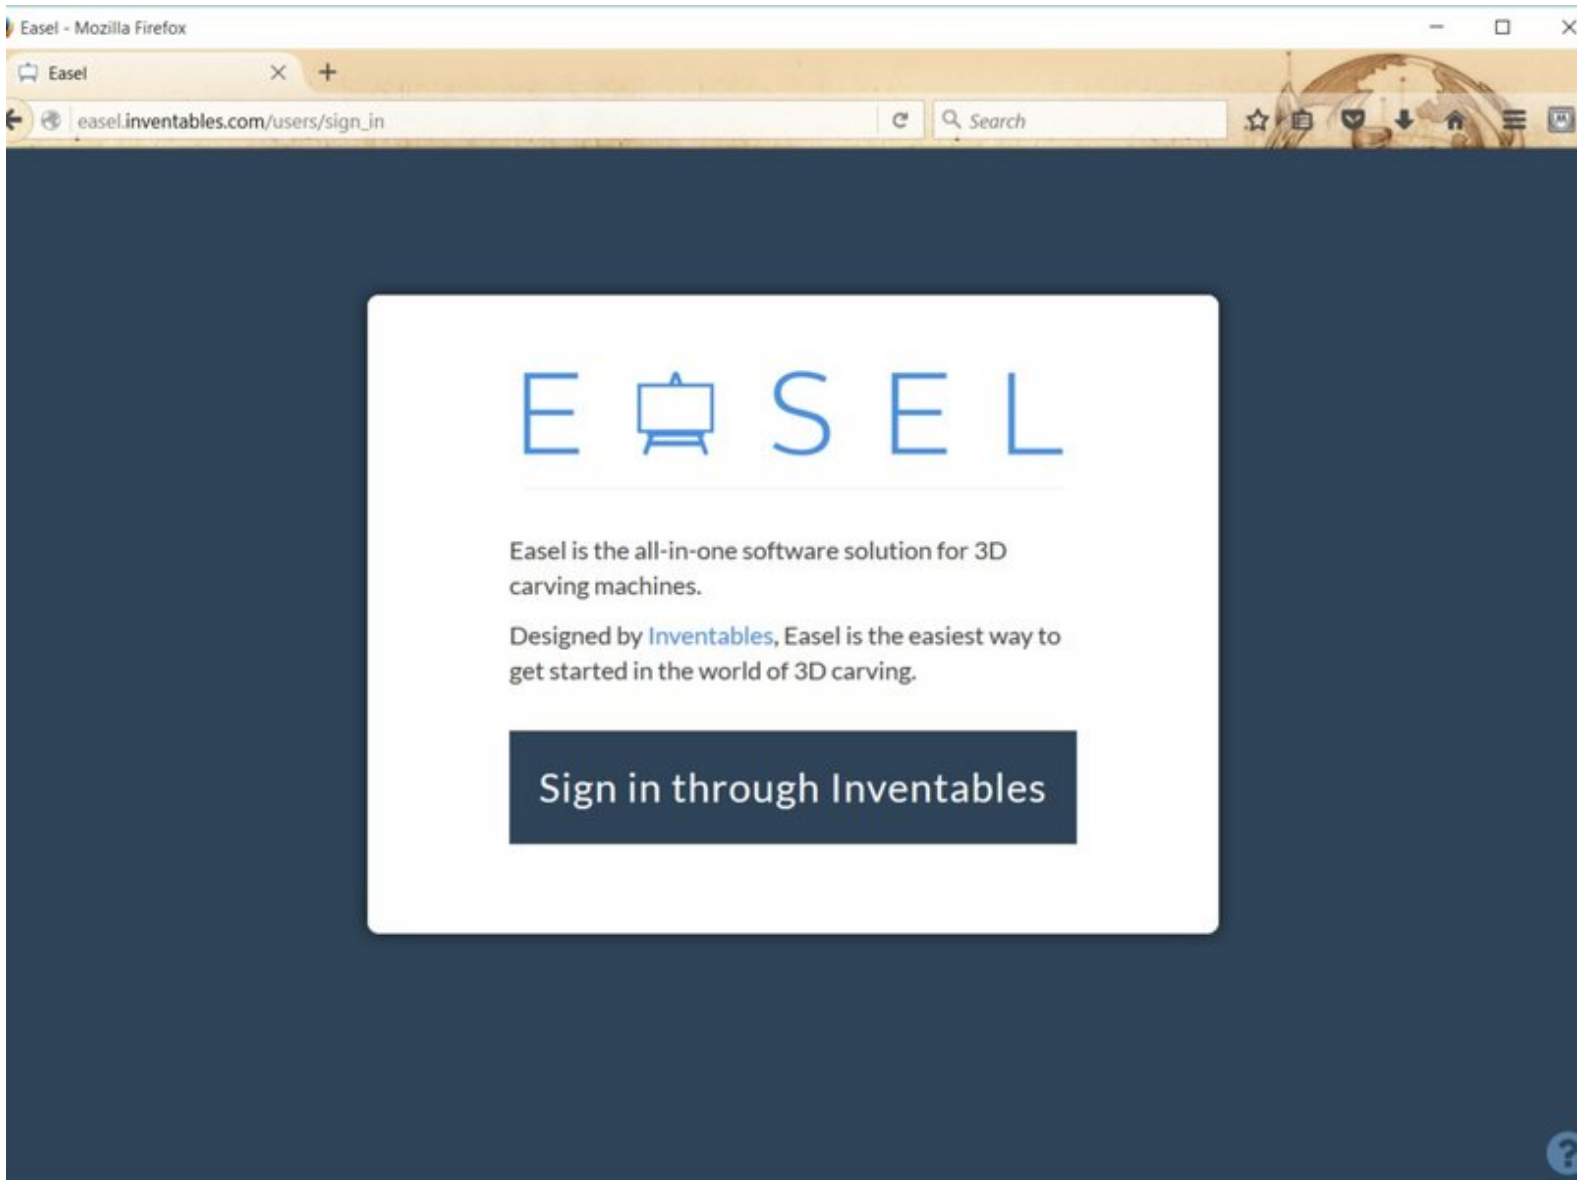 Easel - Mozilla Firefox
Easel
easel.inventables.com/users/sign_in
Search
E A SEL
Easel is the all-in-one software solution for 3D
carving machines.
Designed by Inventables, Easel is the easiest way to
get started in the world of 3D carving.
Sign in through Inventables
?